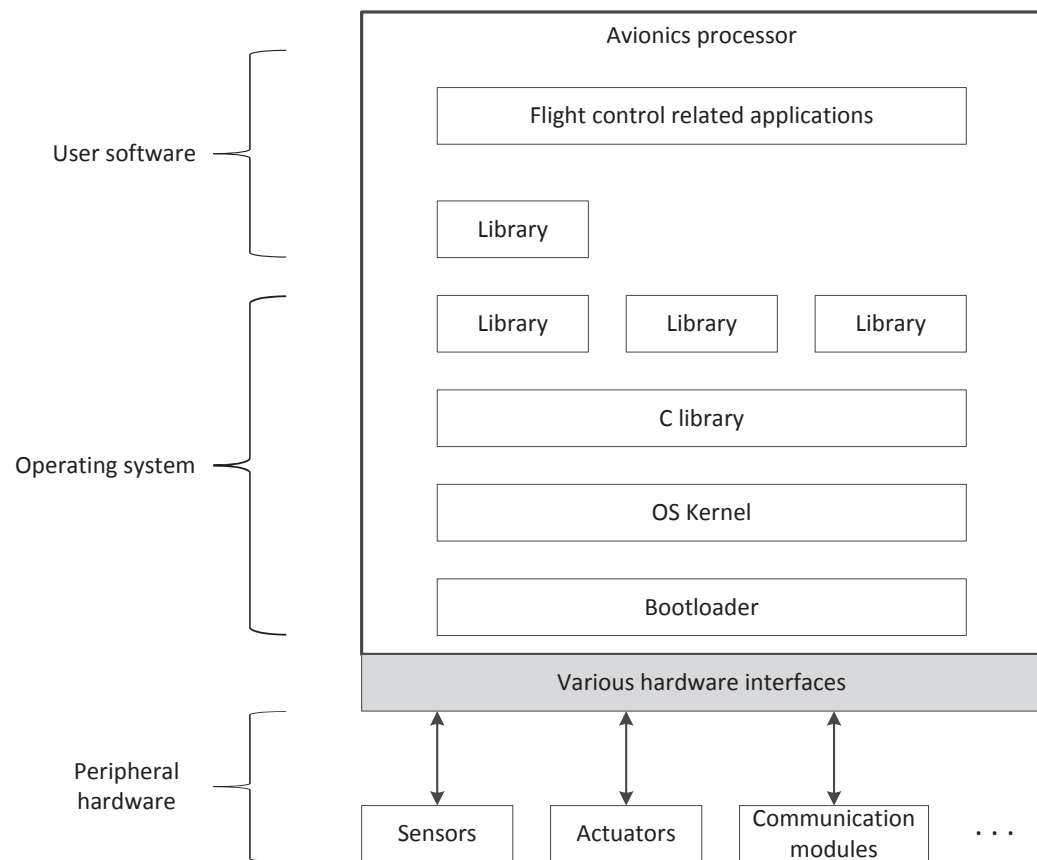 Avionics processor
Flight control related applications
User software
Library
Library Library Library
C library
Operating system
OS Kernel
Bootloader
Various hardware interfaces
Peripheral
hardware
Sensors
Actuators
Communication
modules
. . .